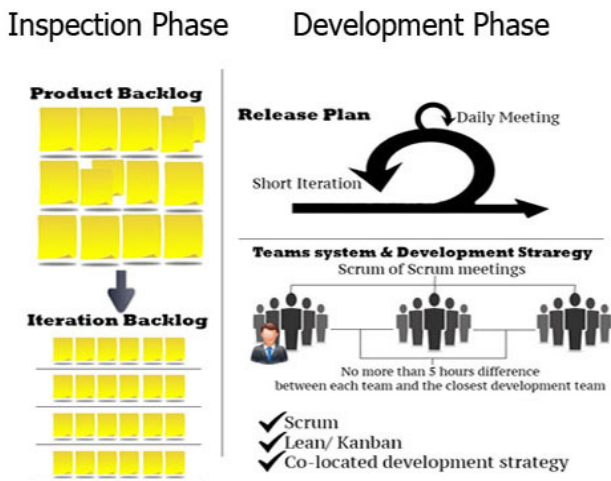 Inspection Phase
Development Phase
Product Backlog
Iteration Backlog
Release Plan
Daily Meeting
Short Iteration
Teams system & Development Straregy
Scrum of Scrum meetings
No more than 5 hours difference
between each team and the closest development team
Scrum
Lean/ Kanban
Co-located development strategy